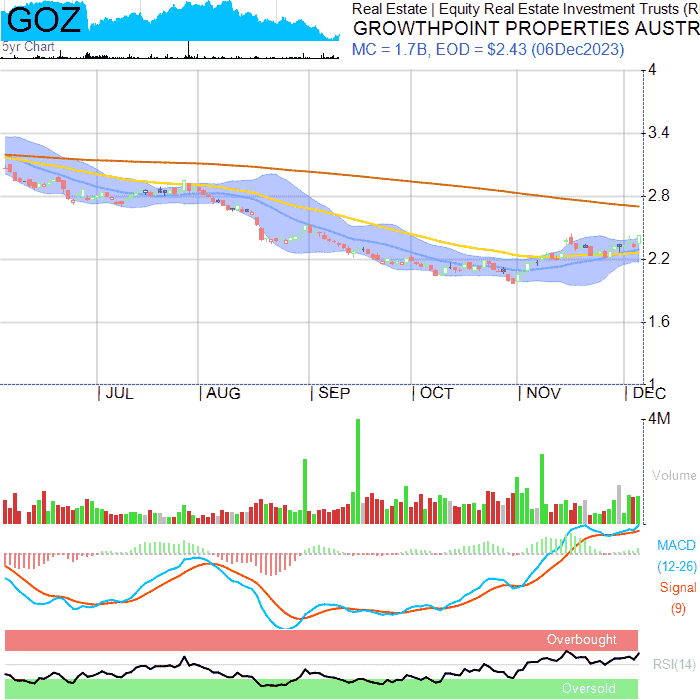 GOZ
5yr Chart
Real Estate | Equity Real Estate Investment Trusts (R
GROWTHPOINT PROPERTIES AUSTR
MC = 1.7B, EOD = $2.43 (06Dec2023)
4
3.4
2.8
2.2
1.6
1
| JUL | AUG | SEP | OCT | NOV | DEC
4M
Volume
MACD
(12-26)
Signal
(9)
Overbought
RSI(14)
Oversold